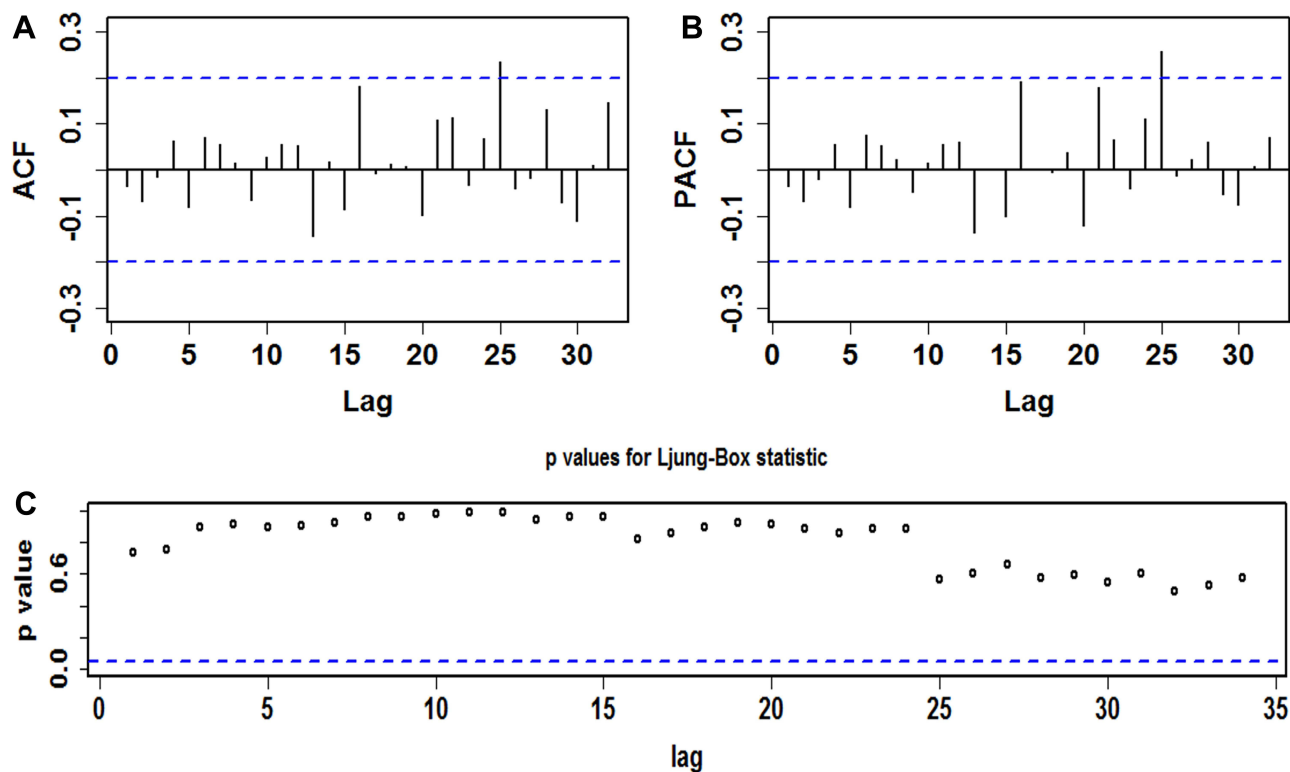 A
0.3
0.1
-0.1
-0.3
ACF
0 5 10 15 20 25 30
Lag
B
0.3
0.1
-0.1
-0.3
PACF
0 5 10 15 20 25 30
Lag
p values for Ljung-Box statistic
C
0.6
0.0
p value
0 5 10 15 20 25 30 35
lag